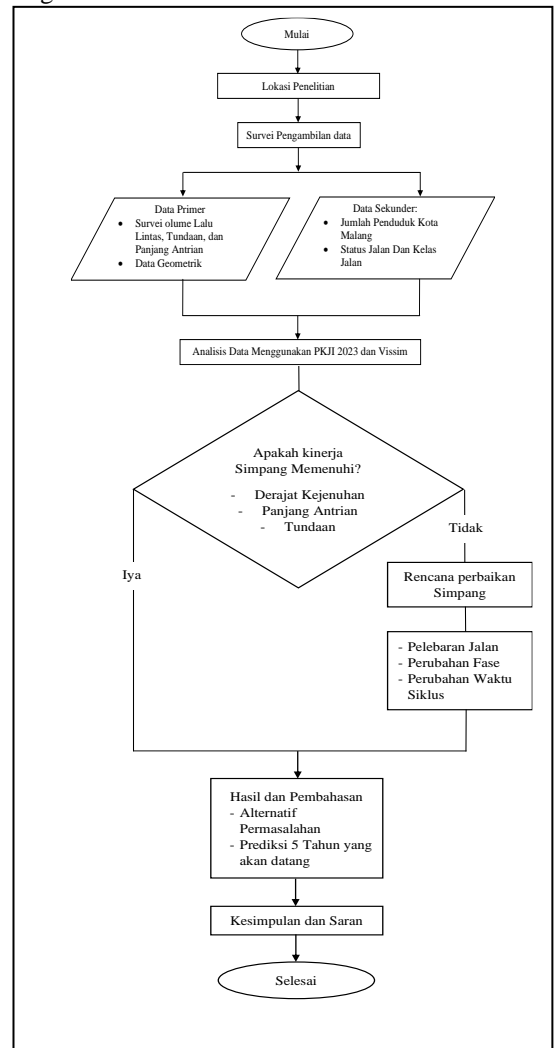 Mulai
Lokasi Penelitian
Survei Pengambilan data
Data Primer
• Survei olume Lalu
Lintas, Tundaan, dan
Panjang Antrian
• Data Geometrik
Data Sekunder:
• Jumlah Penduduk Kota
Malang
• Status Jalan Dan Kelas
Jalan
Analisis Data Menggunakan PKJI 2023 dan Vissim
Apakah kinerja
Simpang Memenuhi?
- Derajat Kejenuhan
- Panjang Antrian
- Tundaan
Iya
Tidak
Rencana perbaikan
Simpang
- Pelebaran Jalan
- Perubahan Fase
- Perubahan Waktu
Siklus
Hasil dan Pembahasan
- Alternatif
Permasalahan
- Prediksi 5 Tahun yang
akan datang
Kesimpulan dan Saran
Selesai